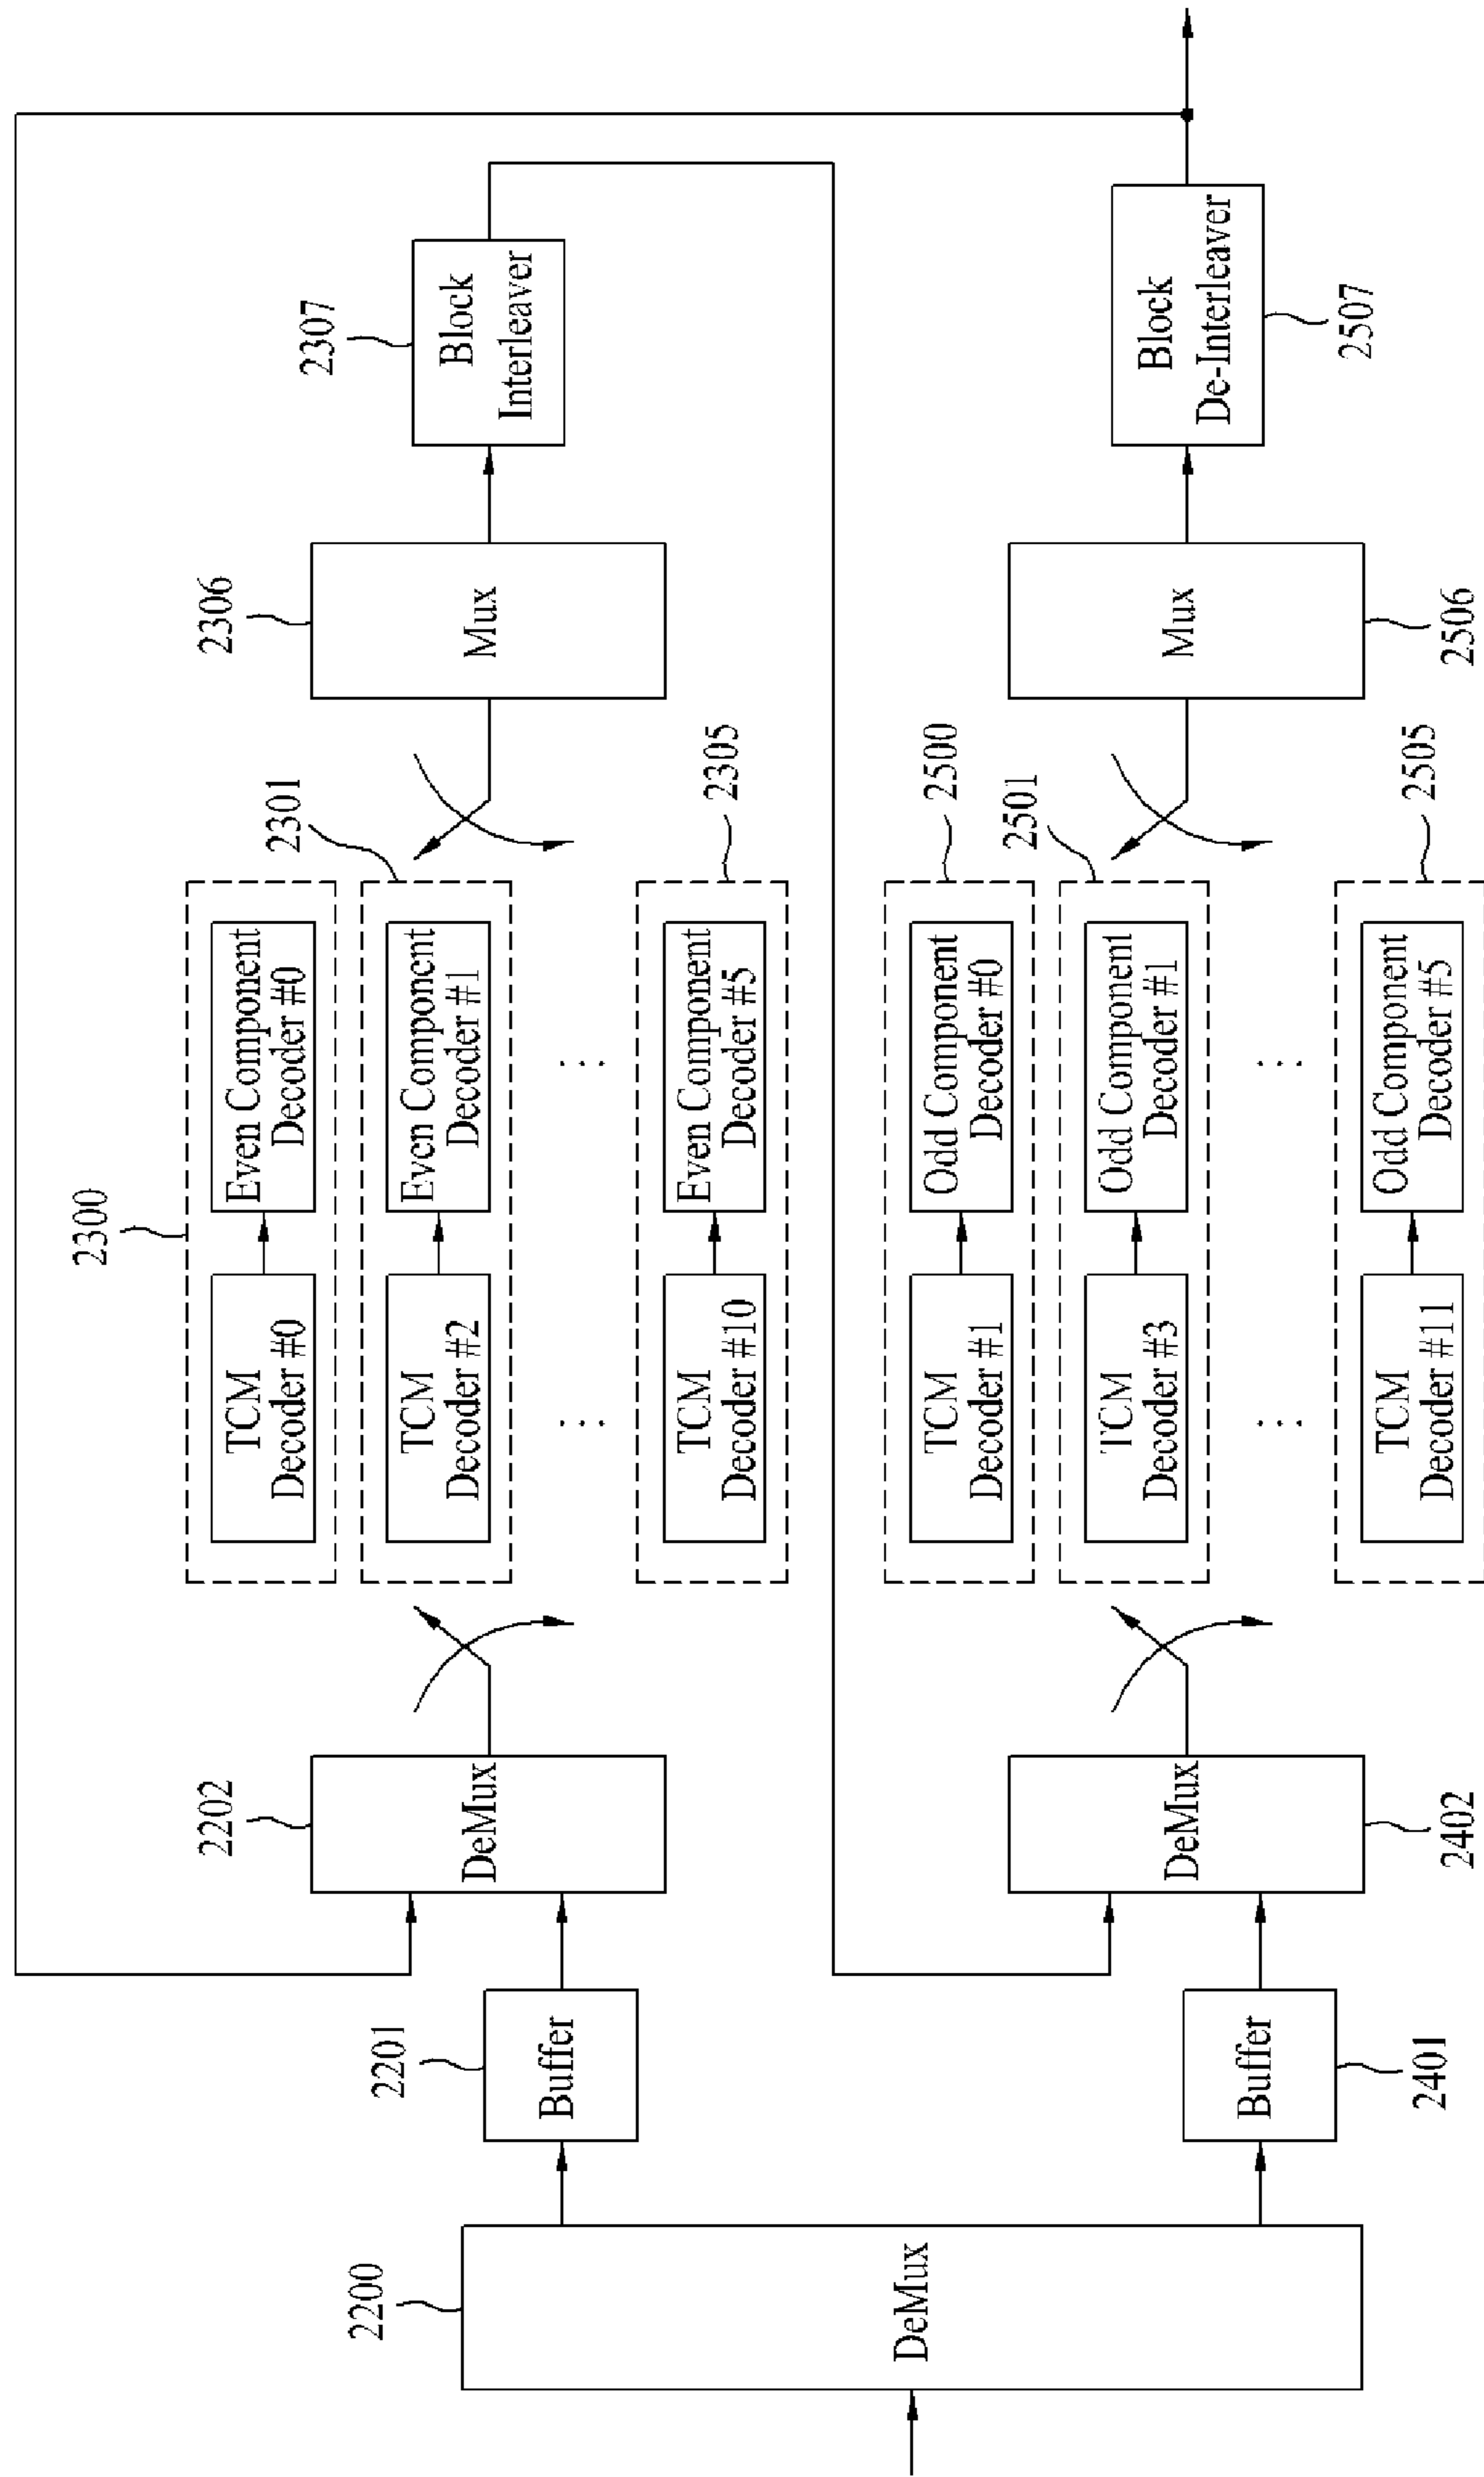 2200
DeMux
2201
Buffer
2401
Buffer
2202
DeMux
2402
DeMux
2300
TCM
Decoder #0
Even Component
Decoder #0
2301
TCM
Decoder #2
Even Component
Decoder #1
⋮
⋮
2305
TCM
Decoder #10
Even Component
Decoder #5
2500
TCM
Decoder #1
Odd Component
Decoder #0
2501
TCM
Decoder #3
Odd Component
Decoder #1
⋮
⋮
2505
TCM
Decoder #11
Odd Component
Decoder #5
2306
Mux
2506
Mux
2307
Block
Interleaver
Block
De-Interleaver
2507